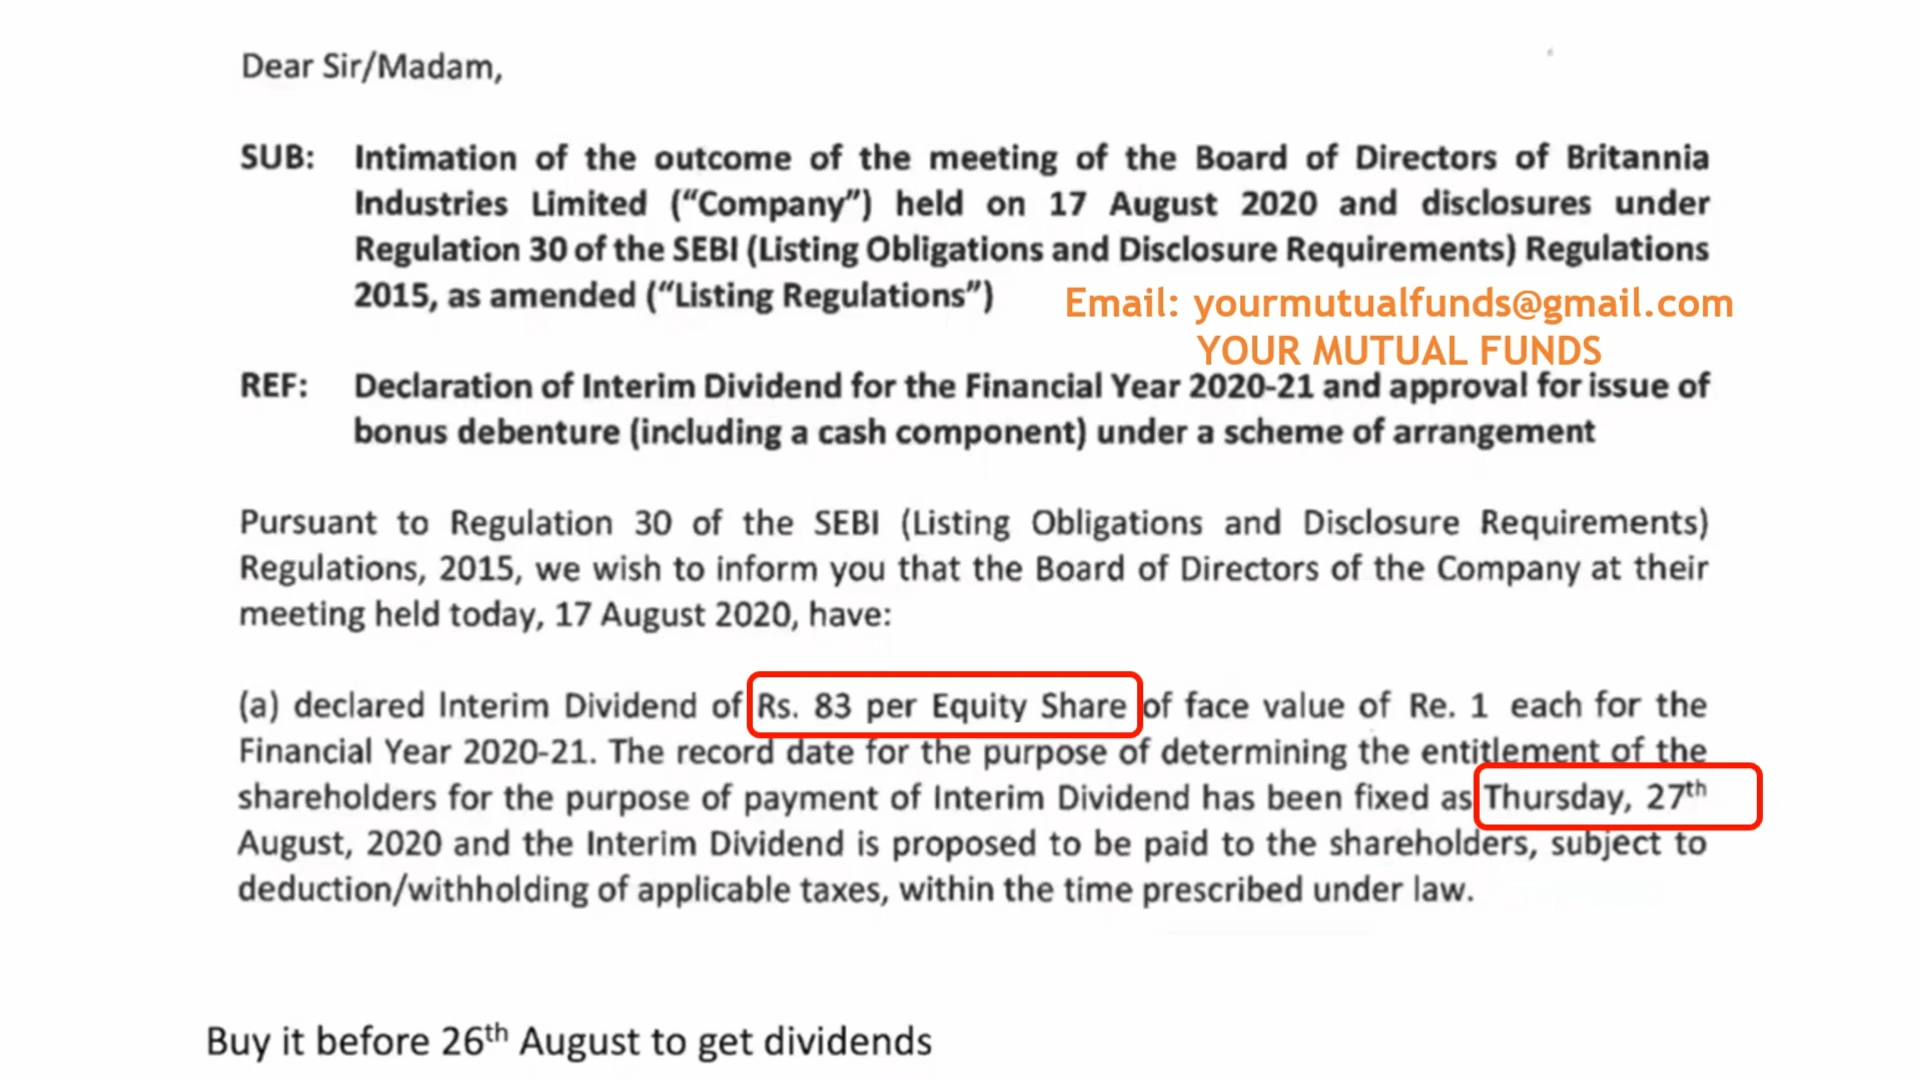 Dear Sir/Madam,
SUB: Intimation of the outcome of the meeting of the Board of Directors of Britannia
Industries Limited (“Company”) held on 17 August 2020 and disclosures under
Regulation 30 of the SEBI (Listing Obligations and Disclosure Requirements) Regulations
2015, as amended (“Listing Regulations”)
Email: yourmutualfunds@gmail.com
YOUR MUTUAL FUNDS
REF: Declaration of Interim Dividend for the Financial Year 2020-21 and approval for issue of
bonus debenture (including a cash component) under a scheme of arrangement
Pursuant to Regulation 30 of the SEBI (Listing Obligations and Disclosure Requirements)
Regulations, 2015, we wish to inform you that the Board of Directors of the Company at their
meeting held today, 17 August 2020, have:
(a) declared Interim Dividend of Rs. 83 per Equity Share of face value of Re. 1 each for the
Financial Year 2020-21. The record date for the purpose of determining the entitlement of the
shareholders for the purpose of payment of Interim Dividend has been fixed as Thursday, 27th
August, 2020 and the Interim Dividend is proposed to be paid to the shareholders, subject to
deduction/withholding of applicable taxes, within the time prescribed under law.
Buy it before 26th August to get dividends